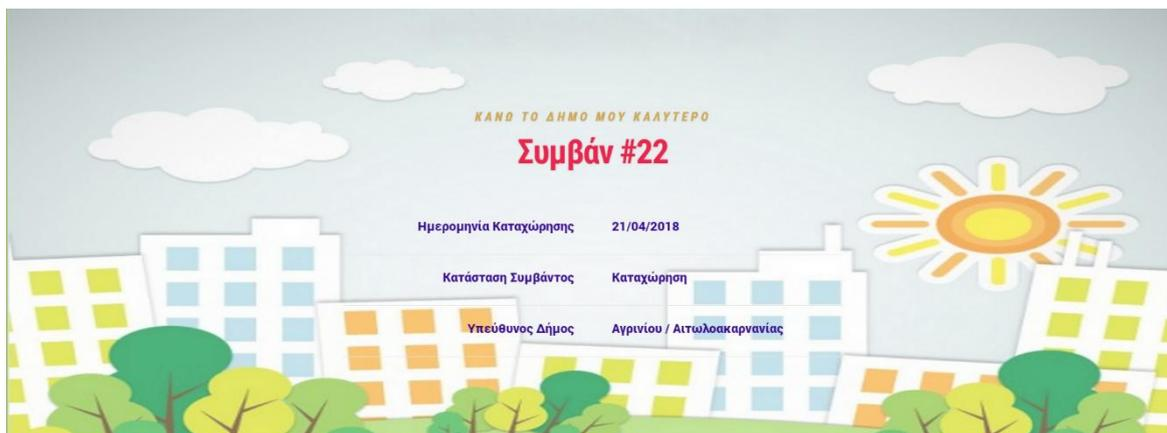 ΚΑΝΩ ΤΟ ΔΗΜΟ ΜΟΥ ΚΑΛΥΤΕΡΟ
Συμβάν #22
Ημερομηνία Καταχώρησης 21/04/2018
Κατάσταση Συμβάντος Καταχώρηση
Υπεύθυνος Δήμος Αγρινίου / Αιτωλοακαρνανίας